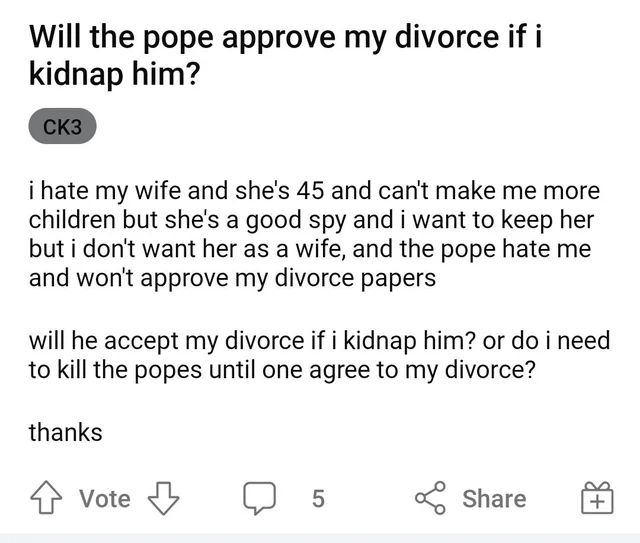 Will the pope approve my divorce if i
kidnap him?
CK3
i hate my wife and she's 45 and can't make me more
children but she's a good spy and i want to keep her
but i don't want her as a wife, and the pope hate me
and won't approve my divorce papers
will he accept my divorce if i kidnap him? or do i need
to kill the popes until one agree to my divorce?
thanks
Vote 5 Share